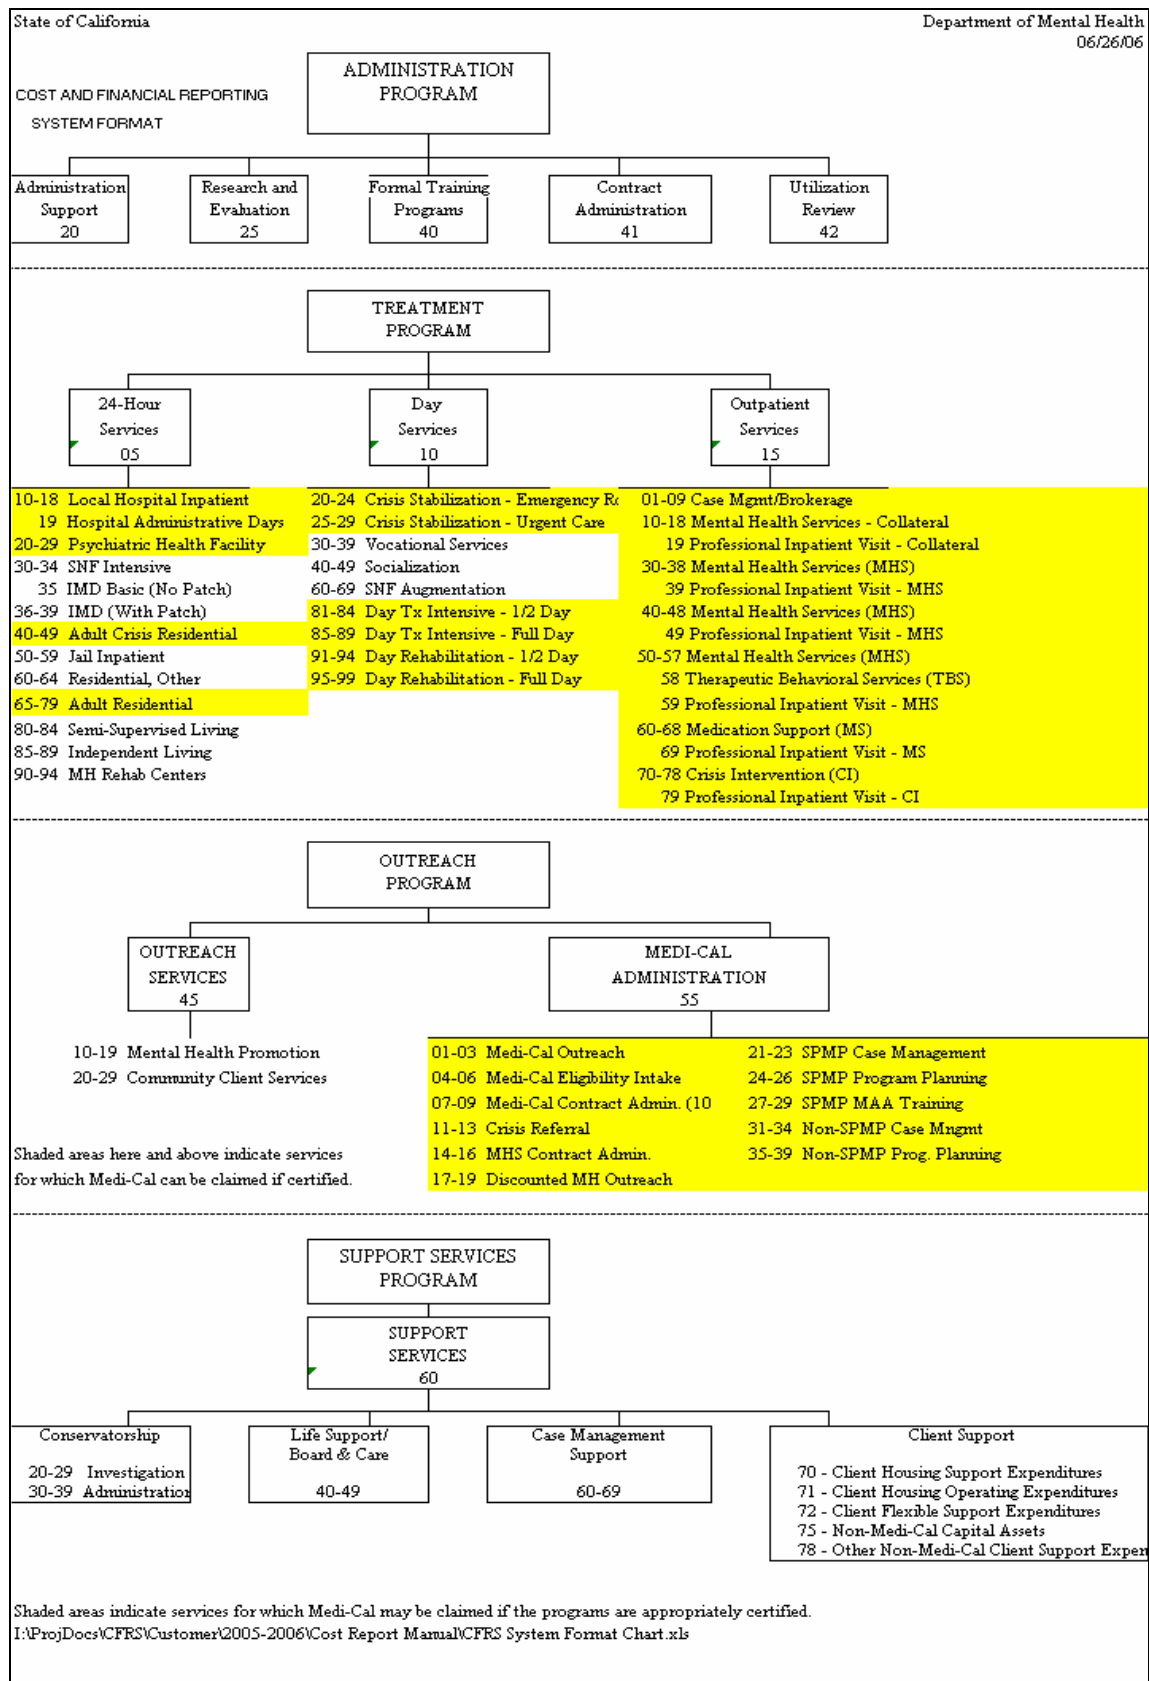 State of California
Department of Mental Health
06/26/06
COST AND FINANCIAL REPORTING
SYSTEM FORMAT
ADMINISTRATION
PROGRAM
Administration
Support
20
Research and
Evaluation
25
Formal Training
Programs
40
Contract
Administration
41
Utilization
Review
42
TREATMENT
PROGRAM
24-Hour
Services
05
Day
Services
10
Outpatient
Services
15
10-18 Local Hospital Inpatient
19 Hospital Administrative Days
20-29 Psychiatric Health Facility
30-34 SNF Intensive
35 IMD Basic (No Patch)
36-39 IMD (With Patch)
40-49 Adult Crisis Residential
50-59 Jail Inpatient
60-64 Residential, Other
65-79 Adult Residential
80-84 Semi-Supervised Living
85-89 Independent Living
90-94 MH Rehab Centers
20-24 Crisis Stabilization - Emergency Ro
25-29 Crisis Stabilization - Urgent Care
30-39 Vocational Services
40-49 Socialization
60-69 SNF Augmentation
81-84 Day Tx Intensive - 1/2 Day
85-89 Day Tx Intensive - Full Day
91-94 Day Rehabilitation - 1/2 Day
95-99 Day Rehabilitation - Full Day
01-09 Case Mgmt/Brokerage
10-18 Mental Health Services - Collateral
19 Professional Inpatient Visit - Collateral
30-38 Mental Health Services (MHS)
39 Professional Inpatient Visit - MHS
40-48 Mental Health Services (MHS)
49 Professional Inpatient Visit - MHS
50-57 Mental Health Services (MHS)
58 Therapeutic Behavioral Services (TBS)
59 Professional Inpatient Visit - MHS
60-68 Medication Support (MS)
69 Professional Inpatient Visit - MS
70-78 Crisis Intervention (CI)
79 Professional Inpatient Visit - CI
OUTREACH
PROGRAM
OUTREACH
SERVICES
45
MEDI-CAL
ADMINISTRATION
55
10-19 Mental Health Promotion
20-29 Community Client Services
01-03 Medi-Cal Outreach
04-06 Medi-Cal Eligibility Intake
07-09 Medi-Cal Contract Admin. (10
11-13 Crisis Referral
14-16 MHS Contract Admin.
17-19 Discounted MH Outreach
21-23 SPMP Case Management
24-26 SPMP Program Planning
27-29 SPMP MAA Training
31-34 Non-SPMP Case Mngmt
35-39 Non-SPMP Prog. Planning
Shaded areas here and above indicate services
for which Medi-Cal can be claimed if certified.
SUPPORT SERVICES
PROGRAM
SUPPORT
SERVICES
60
Conservatorship
20-29 Investigation
30-39 Administration
Life Support/
Board & Care
40-49
Case Management
Support
60-69
Client Support
70 - Client Housing Support Expenditures
71 - Client Housing Operating Expenditures
72 - Client Flexible Support Expenditures
75 - Non-Medi-Cal Capital Assets
78 - Other Non-Medi-Cal Client Support Expen
Shaded areas indicate services for which Medi-Cal may be claimed if the programs are appropriately certified.
I:\ProjDocs\CFRS\Customer\2005-2006\Cost Report Manual\CFRS System Format Chart.xls